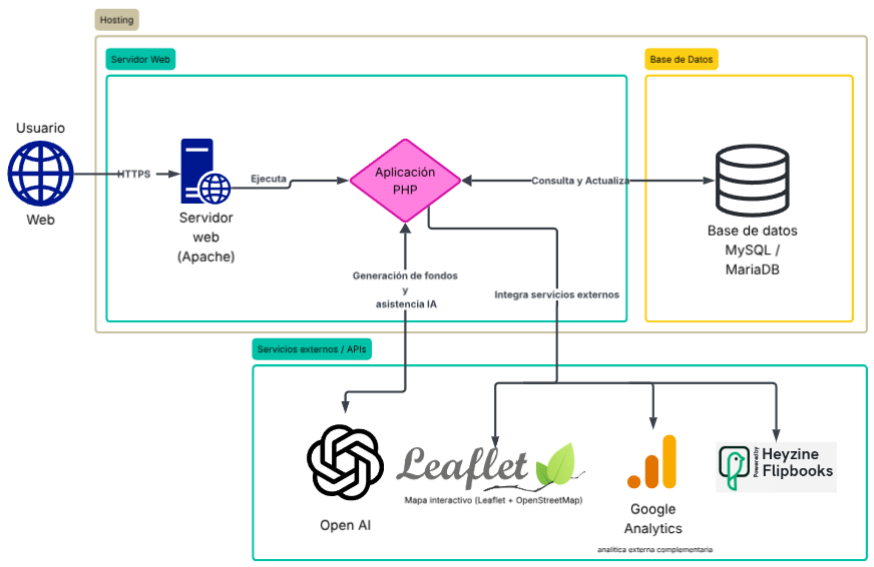 Hosting
Servidor Web
Base de Datos
Usuario
Web
HTTPS
Servidor
web
(Apache)
Ejecuta
Aplicación
PHP
Consulta y Actualiza
Base de datos
MySQL /
MariaDB
Generación de fondos
y
asistencia IA
Integra servicios externos
Servicios externos / APIs
Open AI
Leaflet
Mapa interactivo (Leaflet + OpenStreetMap)
Google
Analytics
analítica externa complementaria
Powered by
Heyzine
Flipbooks